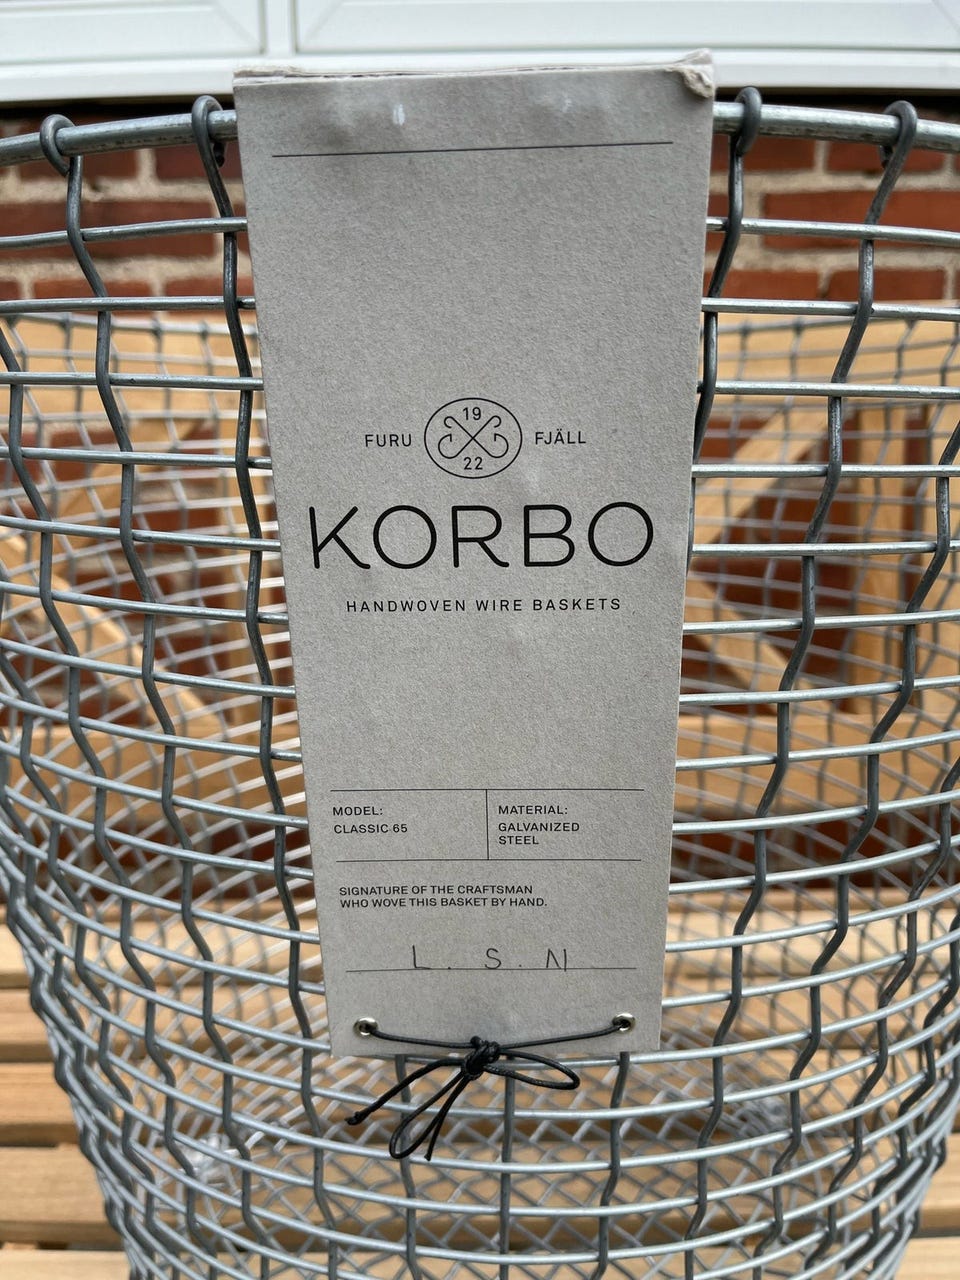 19
FURU FJÄLL
22
KORBO
HANDWOVEN WIRE BASKETS
MODEL:
CLASSIC 65
MATERIAL:
GALVANIZED
STEEL
SIGNATURE OF THE CRAFTSMAN
WHO WOVE THIS BASKET BY HAND.
L. S. N